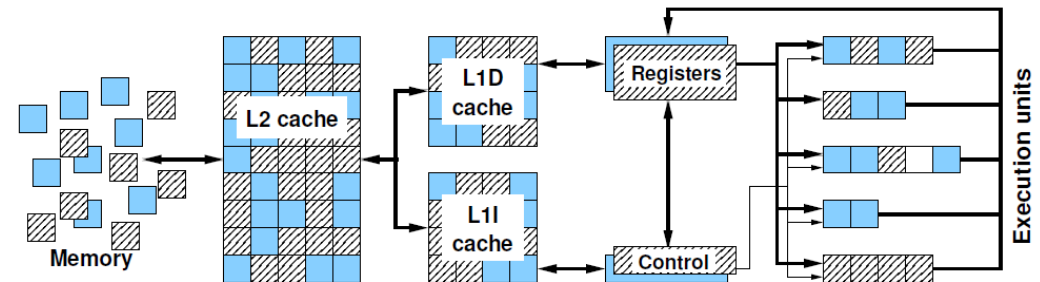 Memory
L2 cache
L1D
cache
L1I
cache
Registers
Control
Execution units